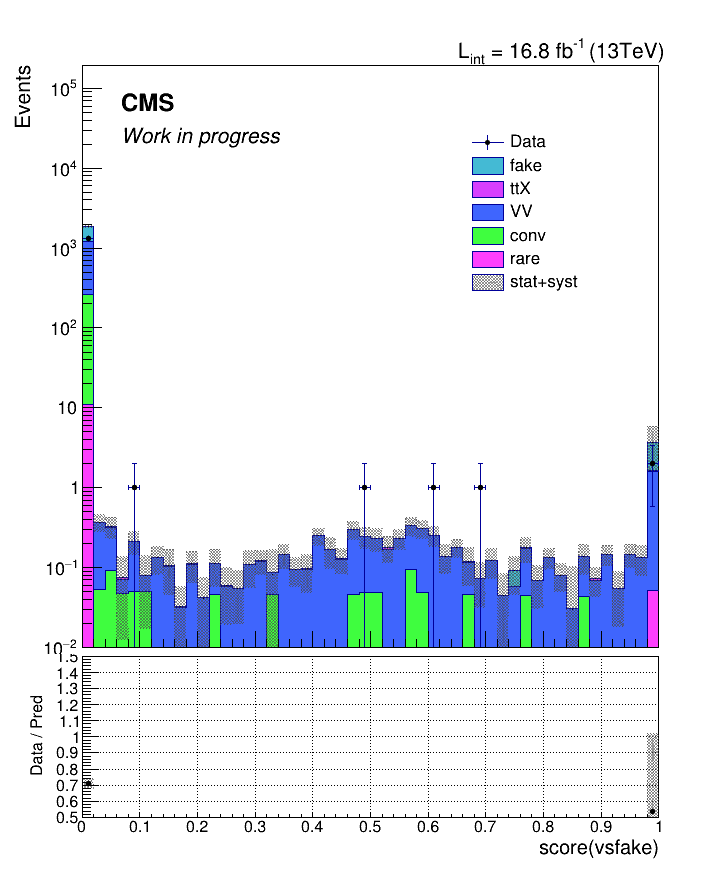 L_int = 16.8 fb^-1 (13TeV)
Events
CMS
Work in progress
Data
fake
ttX
VV
conv
rare
stat+syst
10^5
10^4
10^3
10^2
10
1
10^-1
10^-2
Data / Pred
1.5
1.4
1.3
1.2
1.1
1
0.9
0.8
0.7
0.6
0.5
0 0.1 0.2 0.3 0.4 0.5 0.6 0.7 0.8 0.9 1
score(vsfake)